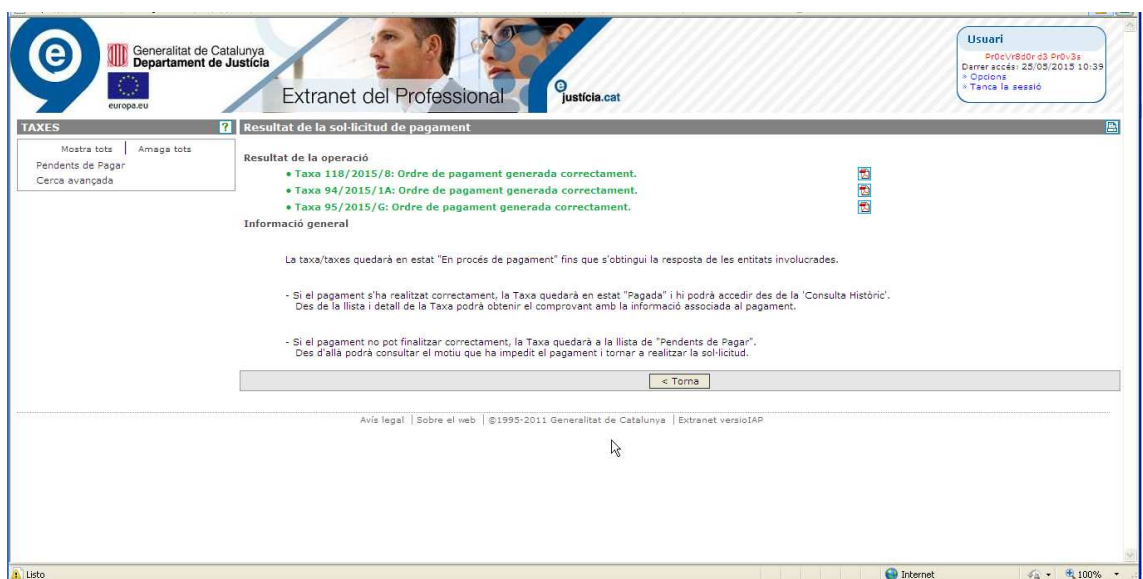 Generalitat de Catalunya
Departament de Justícia
europa.eu
Extranet del Professional
ejustícia.cat
Usuari
Pr0cVr8d0r d3 Pr0v3s
Darrer accés: 25/05/2015 10:39
» Opcions
» Tanca la sessió
TAXES ?
Mostra tots | Amaga tots
Pendents de Pagar
Cerca avançada
Resultat de la sol·licitud de pagament
Resultat de la operació
• Taxa 118/2015/8: Ordre de pagament generada correctament.
• Taxa 94/2015/1A: Ordre de pagament generada correctament.
• Taxa 95/2015/G: Ordre de pagament generada correctament.
Informació general
La taxa/taxes quedarà en estat "En procés de pagament" fins que s'obtingui la resposta de les entitats involucrades.
- Si el pagament s'ha realitzat correctament, la Taxa quedarà en estat "Pagada" i hi podrà accedir des de la 'Consulta Històric'.
Des de la llista i detall de la Taxa podrà obtenir el comprovant amb la informació associada al pagament.
- Si el pagament no pot finalitzar correctament, la Taxa quedarà a la llista de "Pendents de Pagar".
Des d'allà podrà consultar el motiu que ha impedit el pagament i tornar a realitzar la sol·licitud.
< Torna
Avís legal | Sobre el web | ©1995-2011 Generalitat de Catalunya | Extranet versioIAP
Listo
Internet
100%